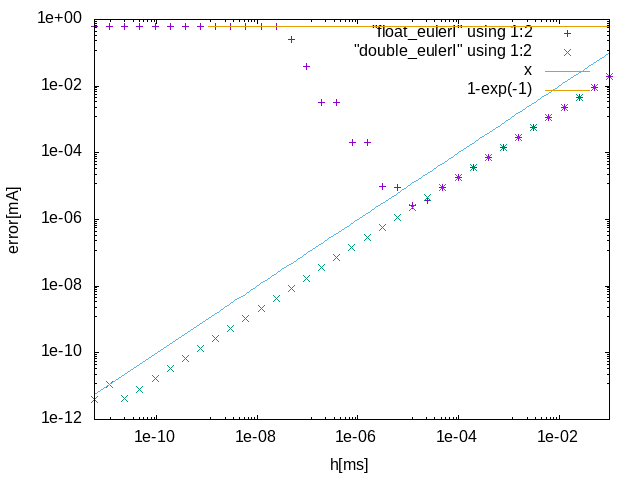 1e+00
1e-02
1e-04
1e-06
1e-08
1e-10
1e-12
error[mA]
"float_eulerI" using 1:2
"double_eulerI" using 1:2
x
1-exp(-1)
1e-10
1e-08
1e-06
1e-04
1e-02
h[ms]